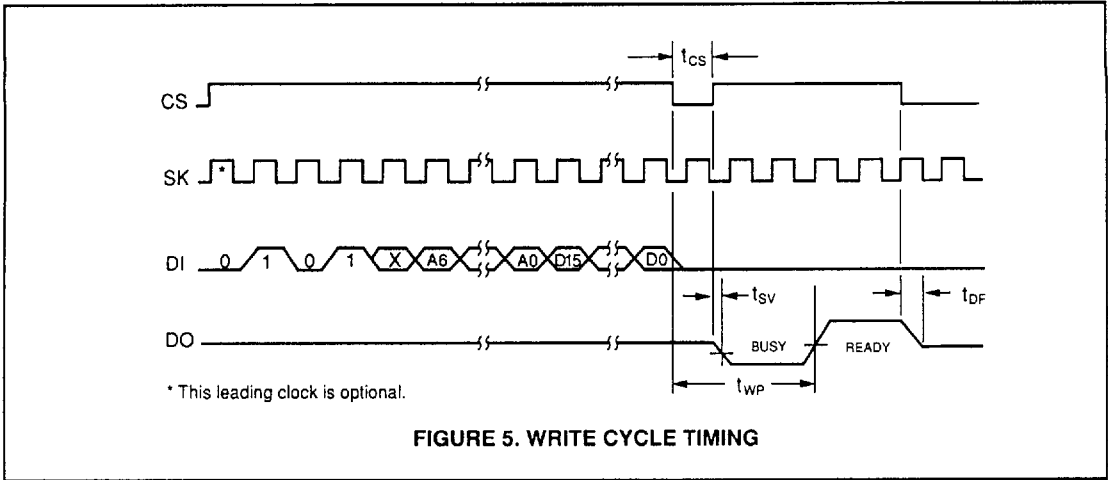 tCS
CS
SK *
DI 0 1 0 1 X A6 A0 D15 D0
tSV tDF
DO BUSY READY
tWP
* This leading clock is optional.
FIGURE 5. WRITE CYCLE TIMING